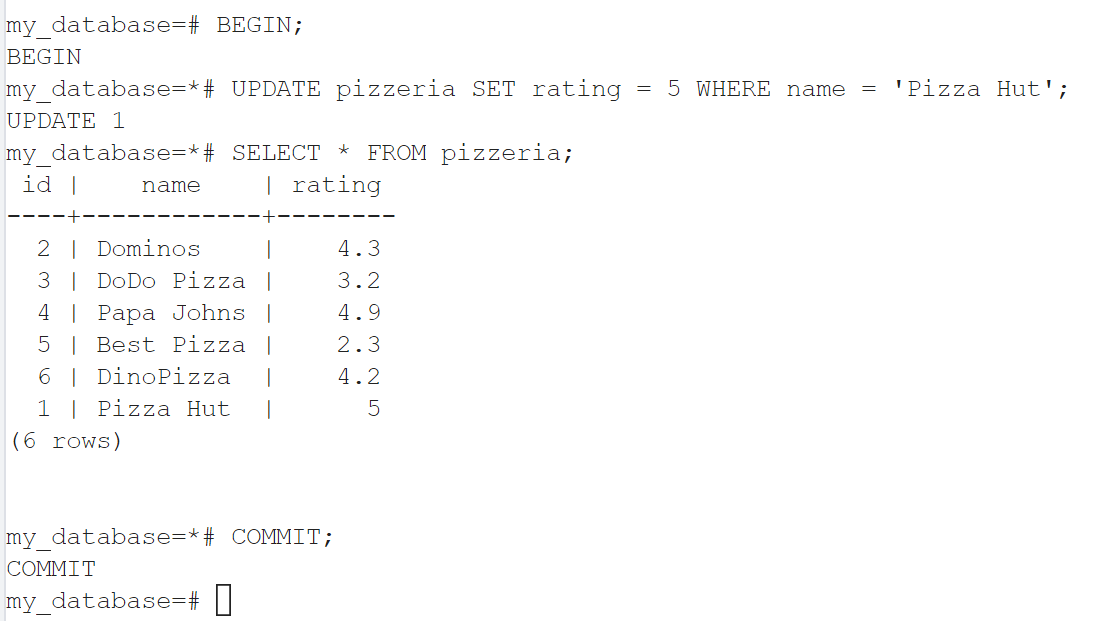 my_database=# BEGIN;
BEGIN
my_database=*# UPDATE pizzeria SET rating = 5 WHERE name = 'Pizza Hut';
UPDATE 1
my_database=*# SELECT * FROM pizzeria;
 id |    name    | rating
----+------------+--------
  2 | Dominos    |    4.3
  3 | DoDo Pizza |    3.2
  4 | Papa Johns |    4.9
  5 | Best Pizza |    2.3
  6 | DinoPizza  |    4.2
  1 | Pizza Hut  |      5
(6 rows)
my_database=*# COMMIT;
COMMIT
my_database=#